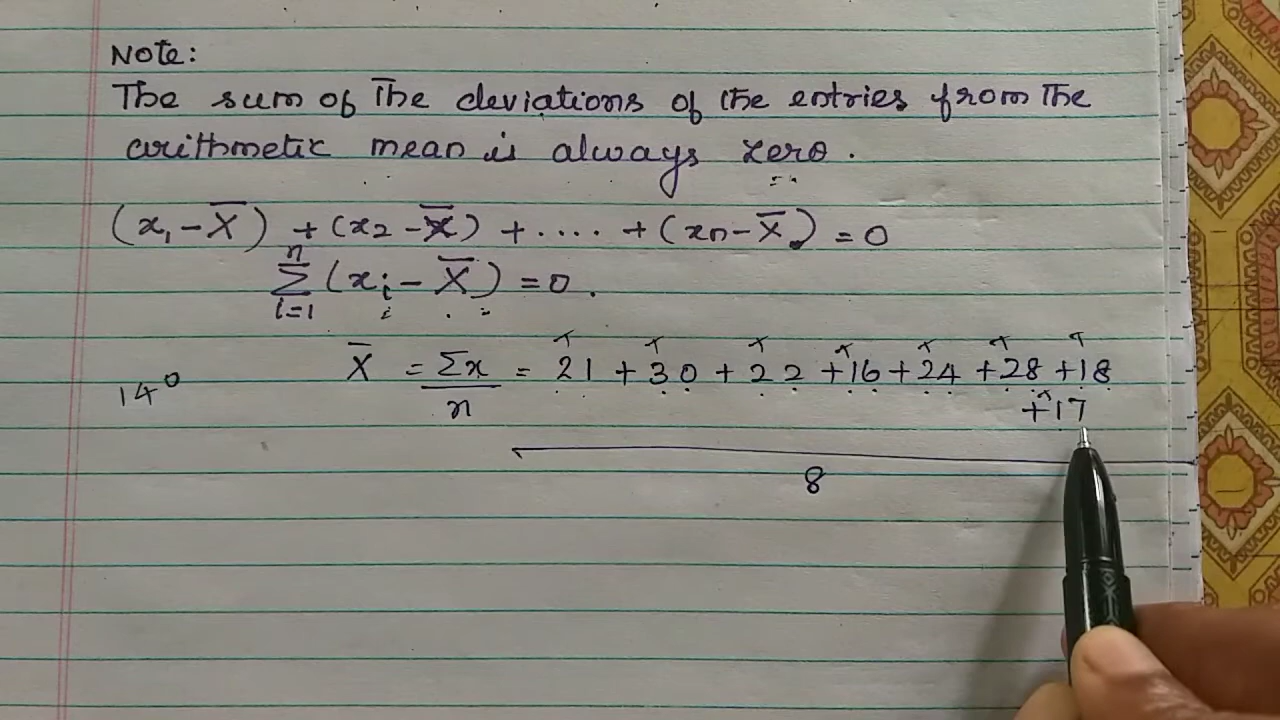 Note:
The sum of The deviations of the entries from The
arithmetic mean is always zero.
(x₁-X̅) + (x2-x̅) + .... + (xn-X̅) = 0
n
Σ (xi - X̅) = 0.
i=1
X̅ = Σx = 21 + 30 + 22 + 16 + 24 + 28 + 18
14⁰
n
+17
8